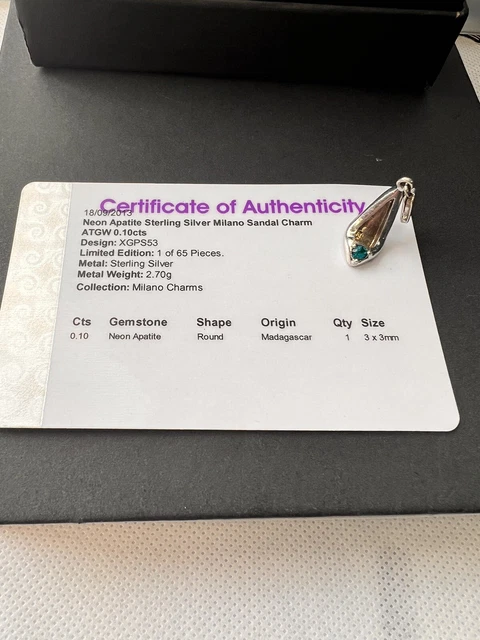 Certificate of Authenticity
18/09/2013
Neon Apatite Sterling Silver Milano Sandal Charm
ATGW 0.10cts
Design: XGPS53
Limited Edition: 1 of 65 Pieces.
Metal: Sterling Silver
Metal Weight: 2.70g
Collection: Milano Charms
Cts Gemstone Shape Origin Qty Size
0.10 Neon Apatite Round Madagascar 1 3 x 3mm